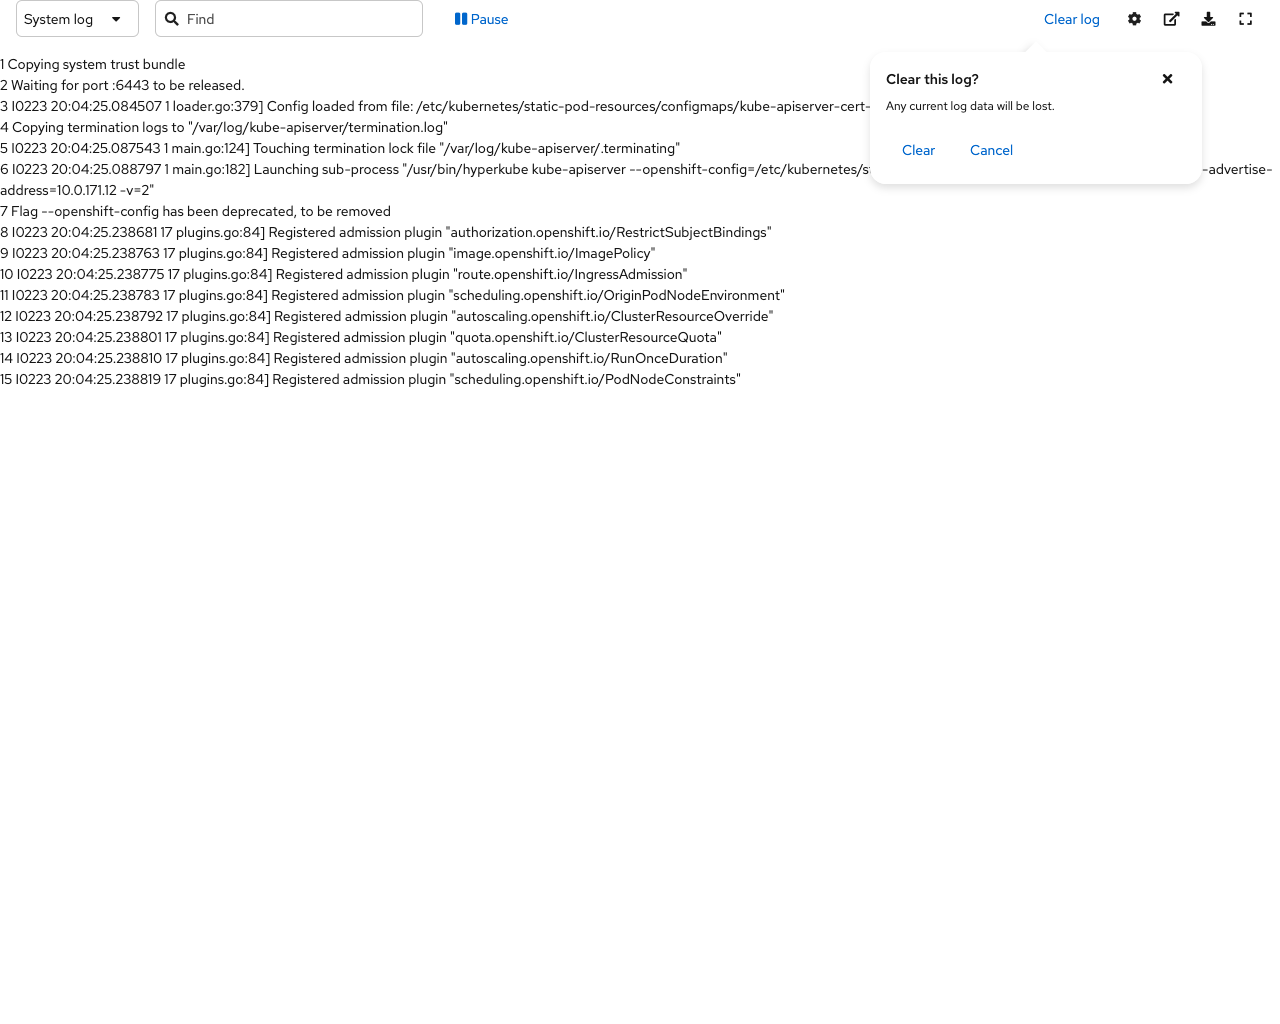 System log
Find
Pause
Clear log
1 Copying system trust bundle
2 Waiting for port :6443 to be released.
3 I0223 20:04:25.084507 1 loader.go:379] Config loaded from file: /etc/kubernetes/static-pod-resources/configmaps/kube-apiserver-cert-
4 Copying termination logs to "/var/log/kube-apiserver/termination.log"
5 I0223 20:04:25.087543 1 main.go:124] Touching termination lock file "/var/log/kube-apiserver/.terminating"
6 I0223 20:04:25.088797 1 main.go:182] Launching sub-process "/usr/bin/hyperkube kube-apiserver --openshift-config=/etc/kubernetes/s -advertise-
address=10.0.171.12 -v=2"
7 Flag --openshift-config has been deprecated, to be removed
8 I0223 20:04:25.238681 17 plugins.go:84] Registered admission plugin "authorization.openshift.io/RestrictSubjectBindings"
9 I0223 20:04:25.238763 17 plugins.go:84] Registered admission plugin "image.openshift.io/ImagePolicy"
10 I0223 20:04:25.238775 17 plugins.go:84] Registered admission plugin "route.openshift.io/IngressAdmission"
11 I0223 20:04:25.238783 17 plugins.go:84] Registered admission plugin "scheduling.openshift.io/OriginPodNodeEnvironment"
12 I0223 20:04:25.238792 17 plugins.go:84] Registered admission plugin "autoscaling.openshift.io/ClusterResourceOverride"
13 I0223 20:04:25.238801 17 plugins.go:84] Registered admission plugin "quota.openshift.io/ClusterResourceQuota"
14 I0223 20:04:25.238810 17 plugins.go:84] Registered admission plugin "autoscaling.openshift.io/RunOnceDuration"
15 I0223 20:04:25.238819 17 plugins.go:84] Registered admission plugin "scheduling.openshift.io/PodNodeConstraints"
Clear this log?
Any current log data will be lost.
Clear
Cancel